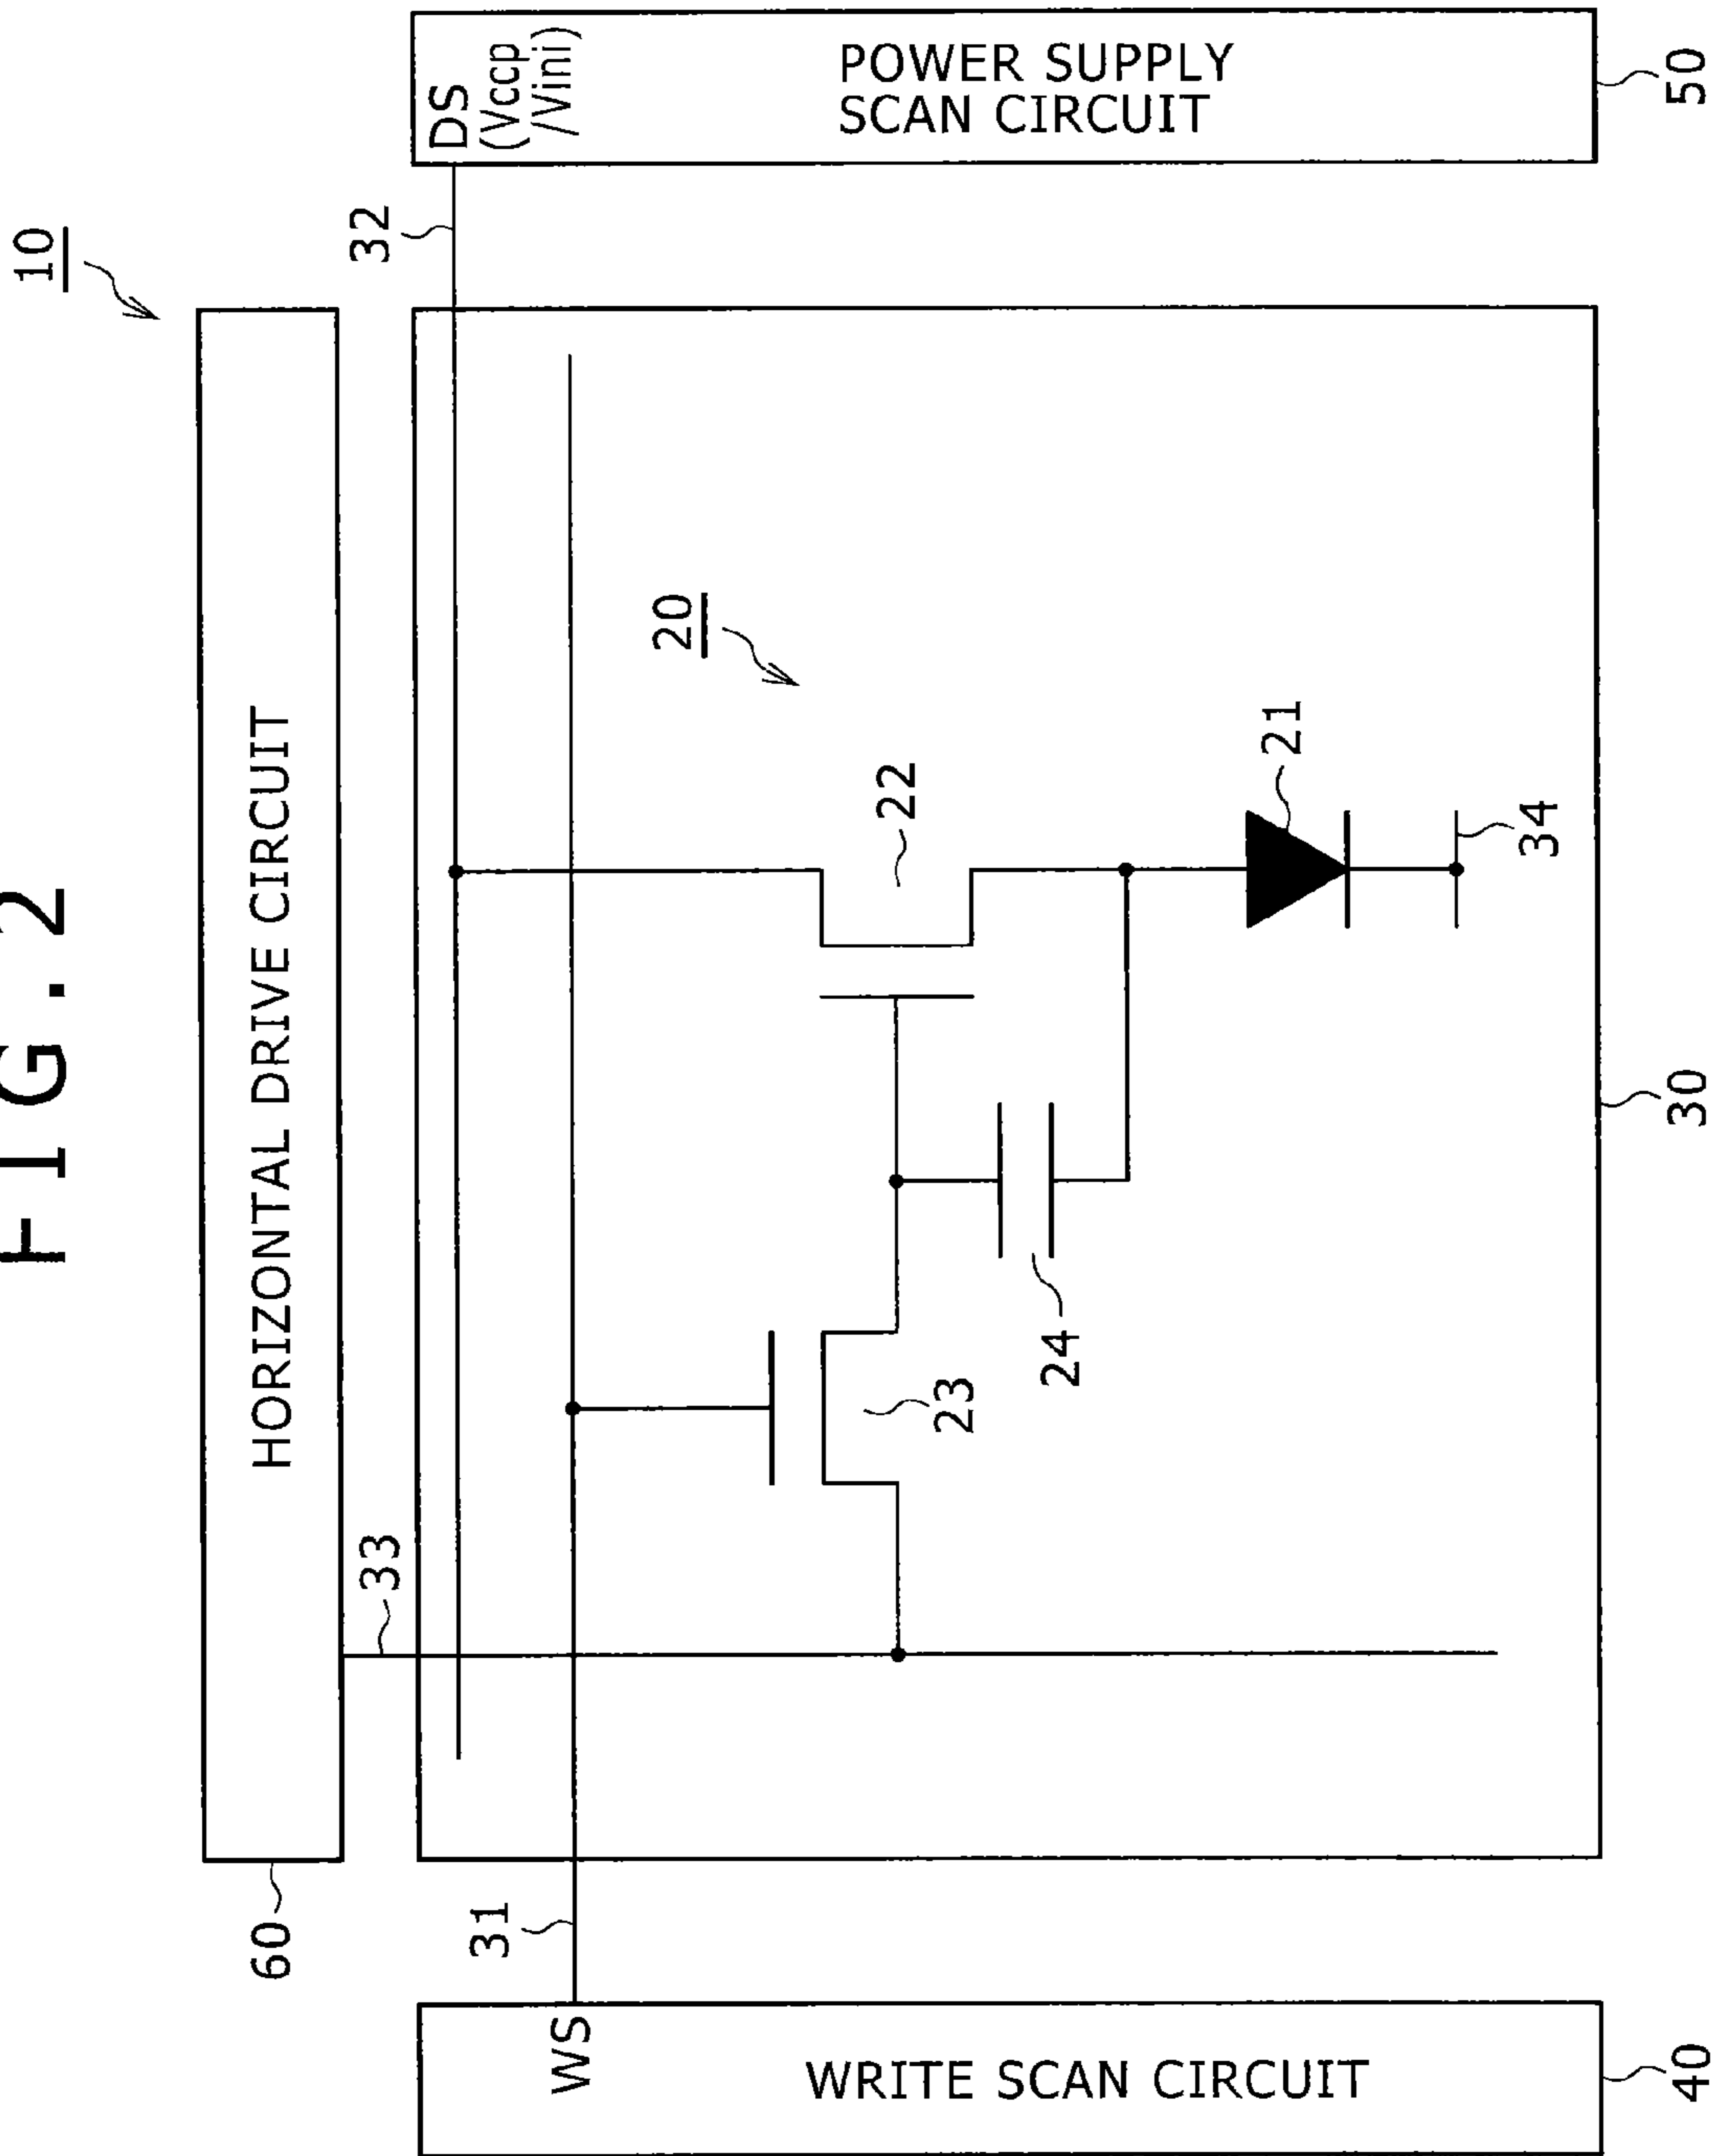 FIG.2
10
HORIZONTAL DRIVE CIRCUIT
60
33
32
31
WS
WRITE SCAN CIRCUIT
40
DS
(Vccp
/Vini)
POWER SUPPLY
SCAN CIRCUIT
50
20
22
23
24
21
34
30